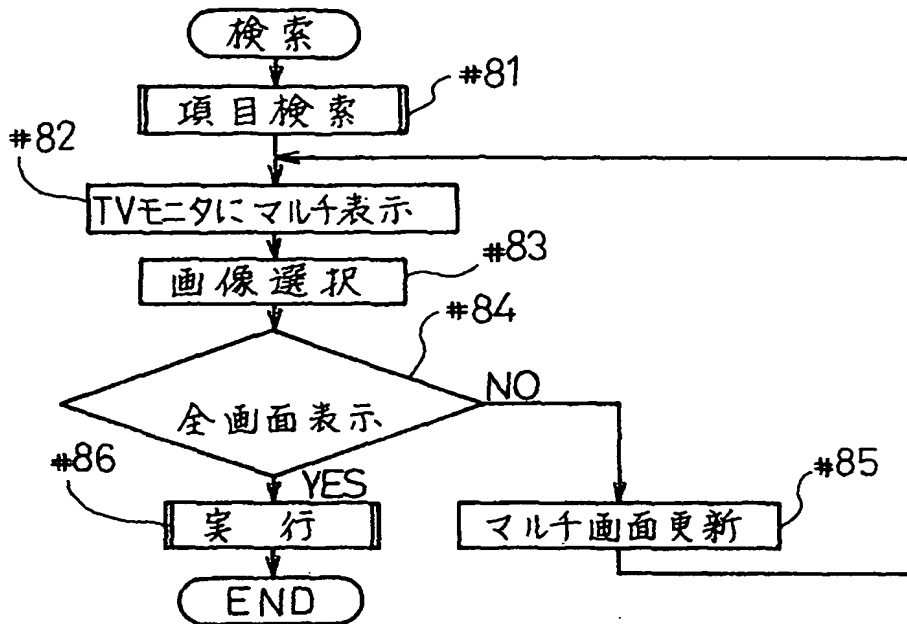 検索
#81
項目検索
#82
TVモニタにマルチ表示
#83
画像選択
#84
NO
全画面表示
#86
YES
#85
実行
マルチ画面更新
END